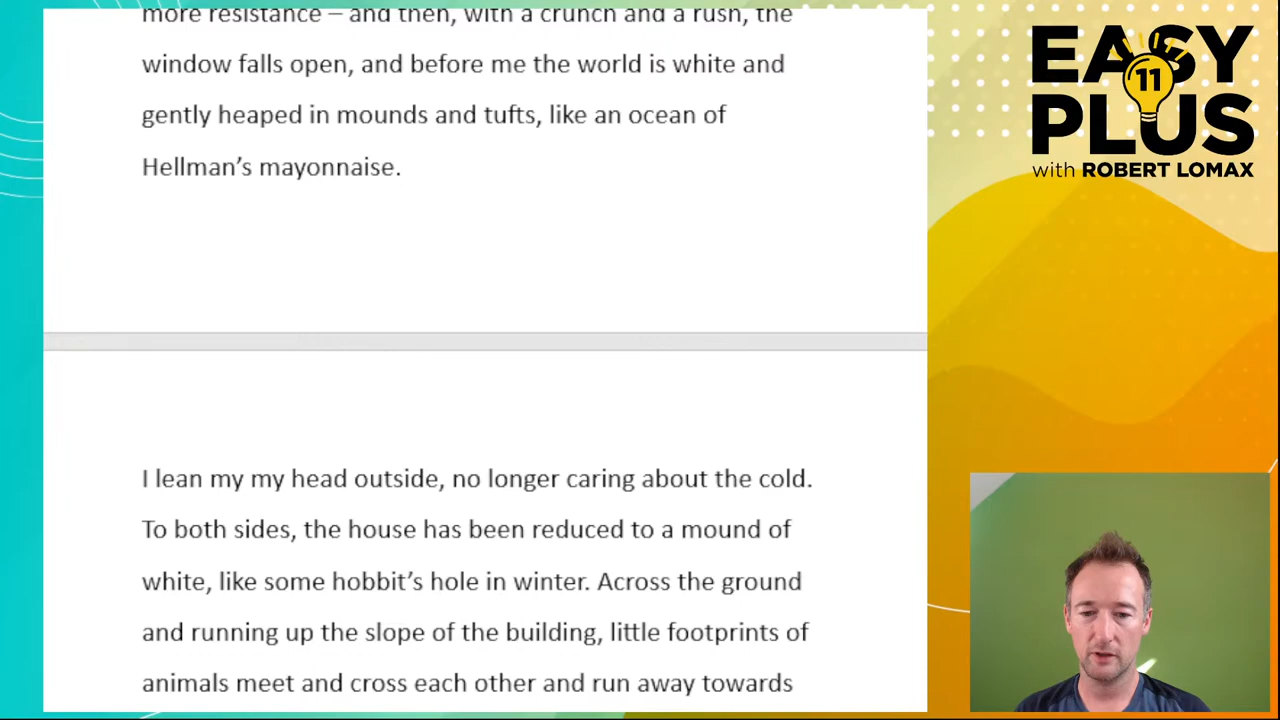 more resistance – and then, with a crunch and a rush, the
window falls open, and before me the world is white and
gently heaped in mounds and tufts, like an ocean of
Hellman’s mayonnaise.
I lean my my head outside, no longer caring about the cold.
To both sides, the house has been reduced to a mound of
white, like some hobbit’s hole in winter. Across the ground
and running up the slope of the building, little footprints of
animals meet and cross each other and run away towards
EASY
11
PLUS
with ROBERT LOMAX